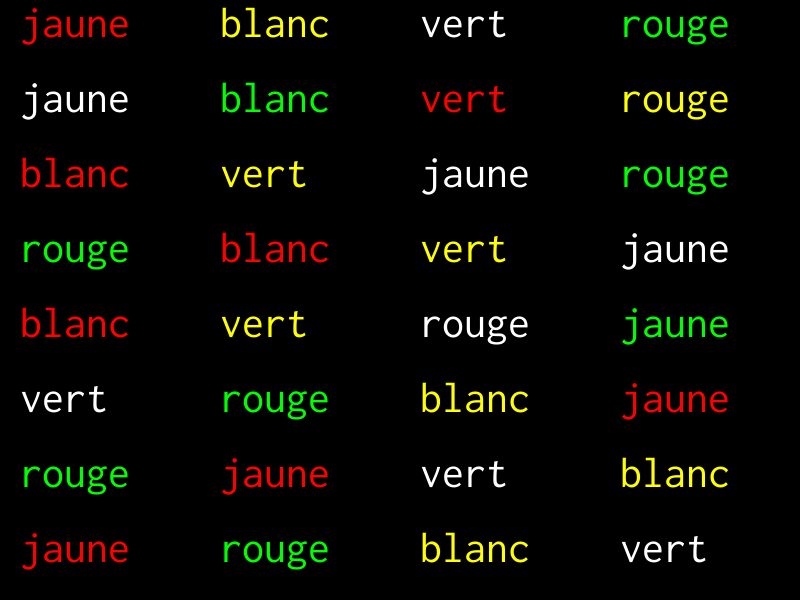 jaune blanc vert rouge
jaune blanc vert rouge
blanc vert jaune rouge
rouge blanc vert jaune
blanc vert rouge jaune
vert rouge blanc jaune
rouge jaune vert blanc
jaune rouge blanc vert